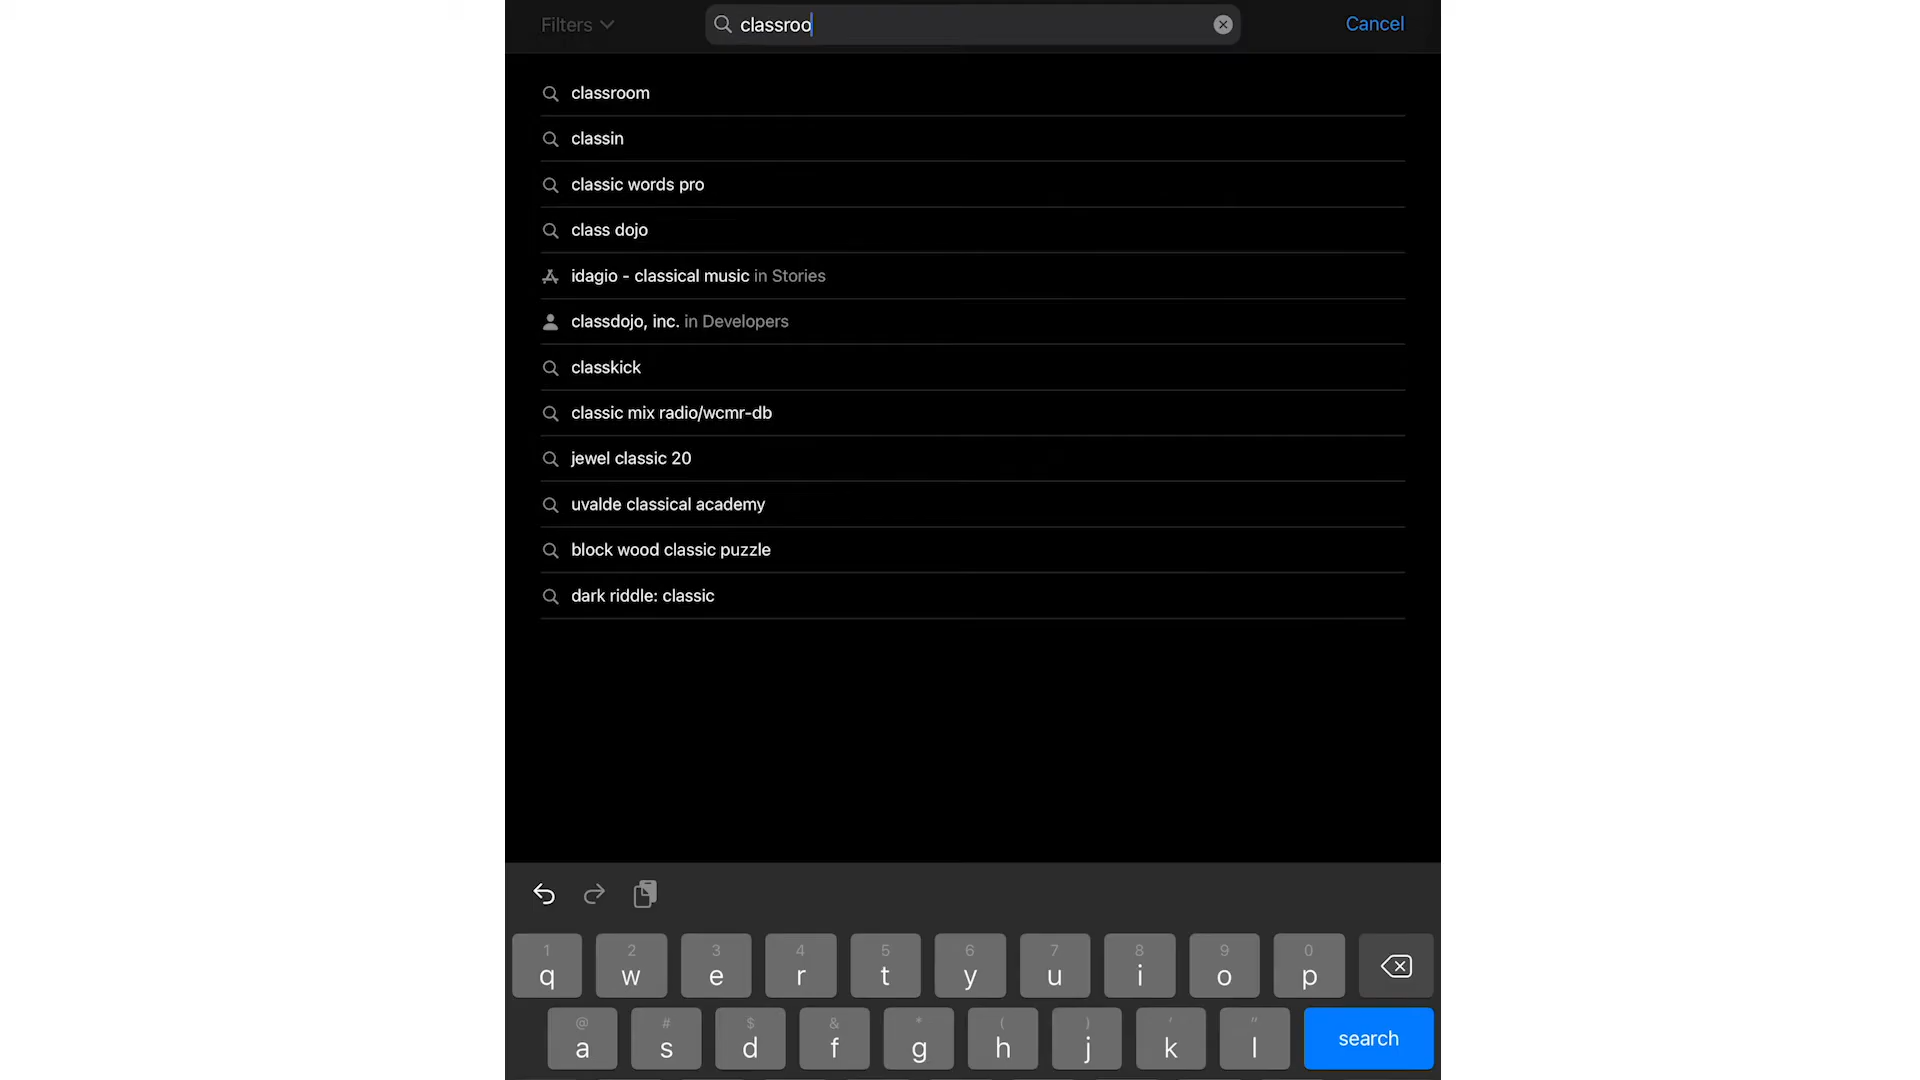 Filters
classroo
Cancel
classroom
classin
classic words pro
class dojo
idagio - classical music in Stories
classdojo, inc. in Developers
classkick
classic mix radio/wcmr-db
jewel classic 20
uvalde classical academy
block wood classic puzzle
dark riddle: classic
1 2 3 4 5 6 7 8 9 0
q w e r t y u i o p
@ # $ & * ( ) ' "
a s d f g h j k l search